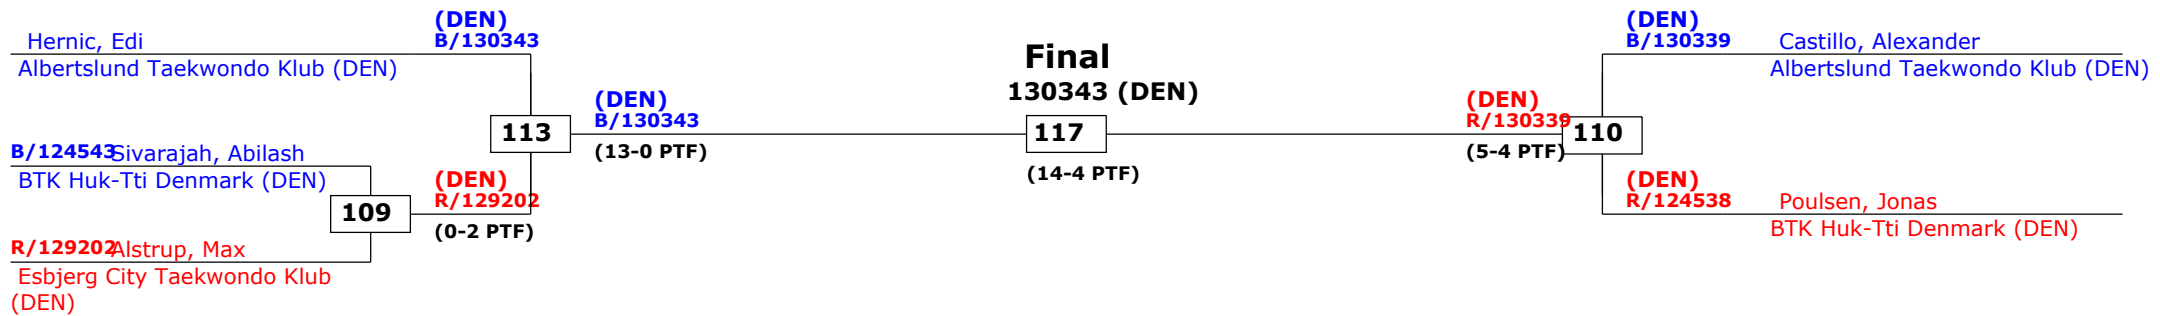 Hernic, Edi
Albertslund Taekwondo Klub (DEN)
(DEN)
B/130343
B/124543 Sivarajah, Abilash
BTK Huk-Tti Denmark (DEN)
109
R/129202 Alstrup, Max
Esbjerg City Taekwondo Klub
(DEN)
(DEN)
R/129202
(0-2 PTF)
113
(DEN)
B/130343
(13-0 PTF)
Final
130343 (DEN)
117
(14-4 PTF)
(DEN)
R/130339
(5-4 PTF)
110
(DEN)
B/130339
Castillo, Alexander
Albertslund Taekwondo Klub (DEN)
(DEN)
R/124538
Poulsen, Jonas
BTK Huk-Tti Denmark (DEN)